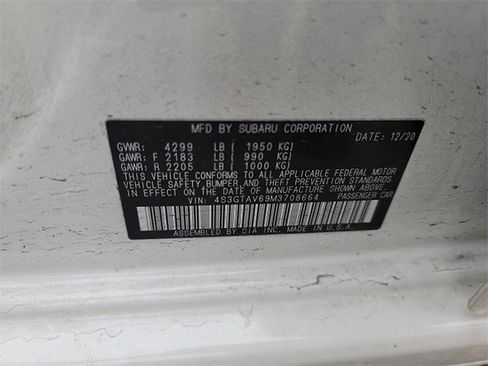 MFD BY SUBARU CORPORATION
DATE: 12/20
GVWR: 4299 LB ( 1950 KG)
GAWR: F 2183 LB ( 990 KG)
GAWR: R 2205 LB ( 1000 KG)
THIS VEHICLE CONFORMS TO ALL APPLICABLE FEDERAL MOTOR
VEHICLE SAFETY, BUMPER, AND THEFT PREVENTION STANDARDS
IN EFFECT ON THE DATE OF MANUFACTURE SHOWN ABOVE.
VIN: 4S3GTAV69M3708664 PASSENGER CAR
ASSEMBLED BY SIA INC. MADE IN U.S.A.